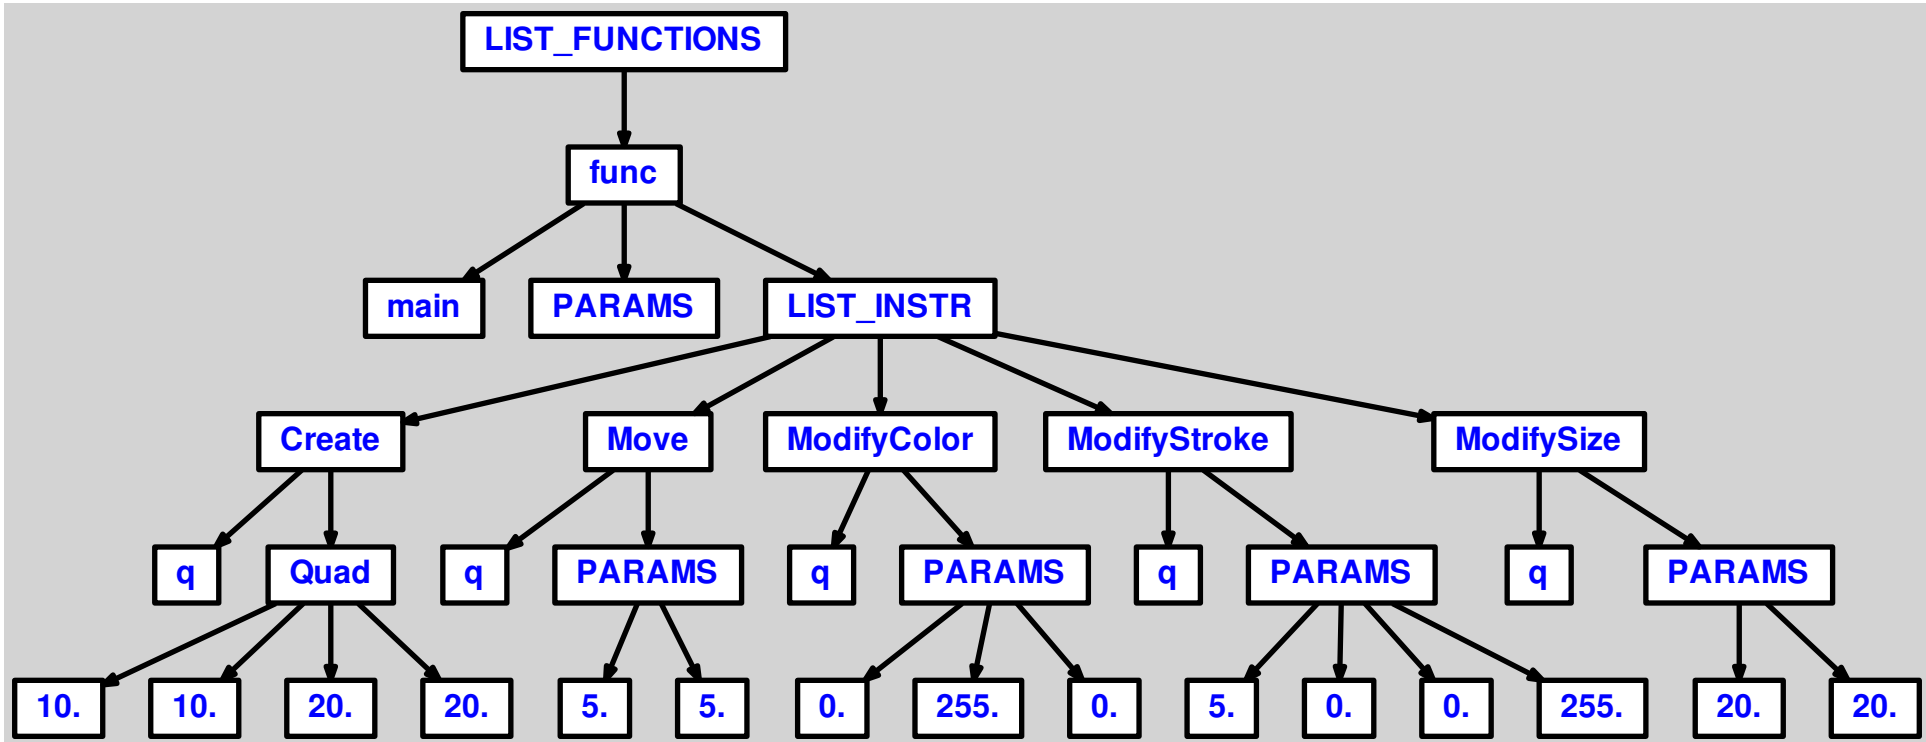 LIST_FUNCTIONS
func
main PARAMS LIST_INSTR
Create Move ModifyColor ModifyStroke ModifySize
q Quad q PARAMS q PARAMS q PARAMS q PARAMS
10. 10. 20. 20. 5. 5. 0. 255. 0. 5. 0. 0. 255. 20. 20.